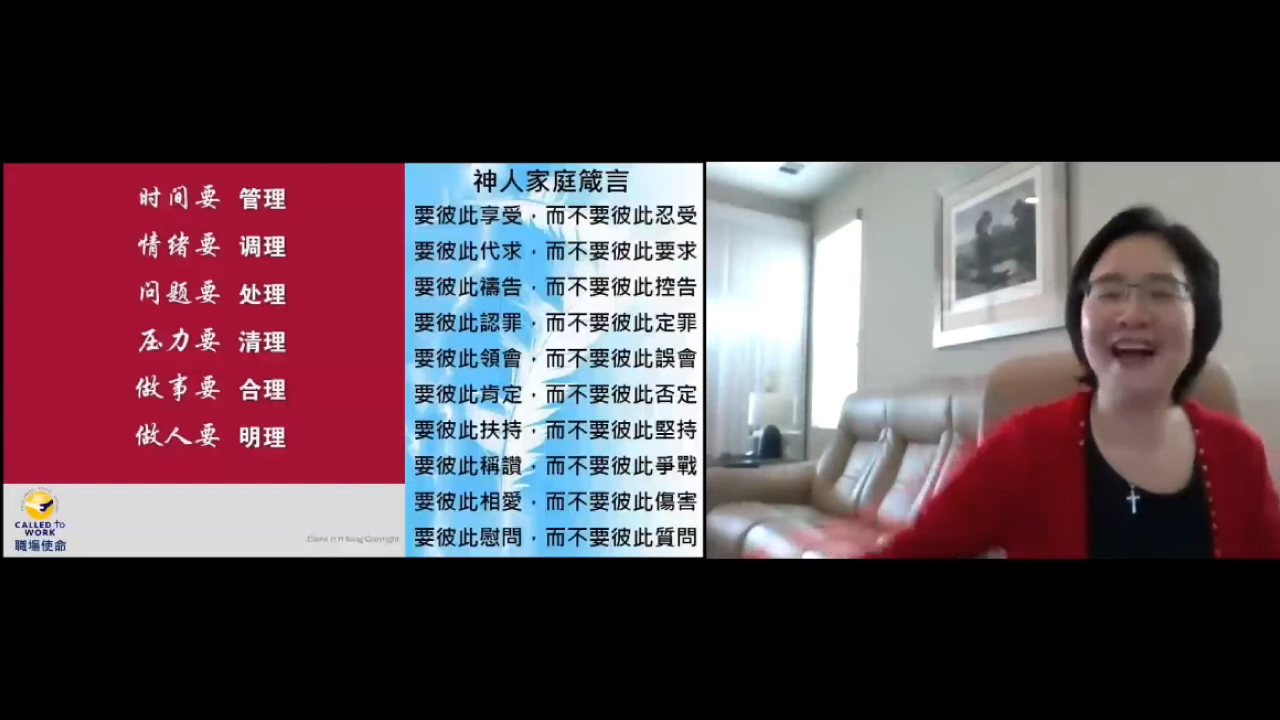 时间要 管理
情绪要 调理
问题要 处理
压力要 清理
做事要 合理
做人要 明理
CALLED to
WORK
職場使命
神人家庭箴言
要彼此享受，而不要彼此忍受
要彼此代求，而不要彼此要求
要彼此禱告，而不要彼此控告
要彼此認罪，而不要彼此定罪
要彼此領會，而不要彼此誤會
要彼此肯定，而不要彼此否定
要彼此扶持，而不要彼此堅持
要彼此稱讚，而不要彼此爭戰
要彼此相愛，而不要彼此傷害
要彼此慰問，而不要彼此質問